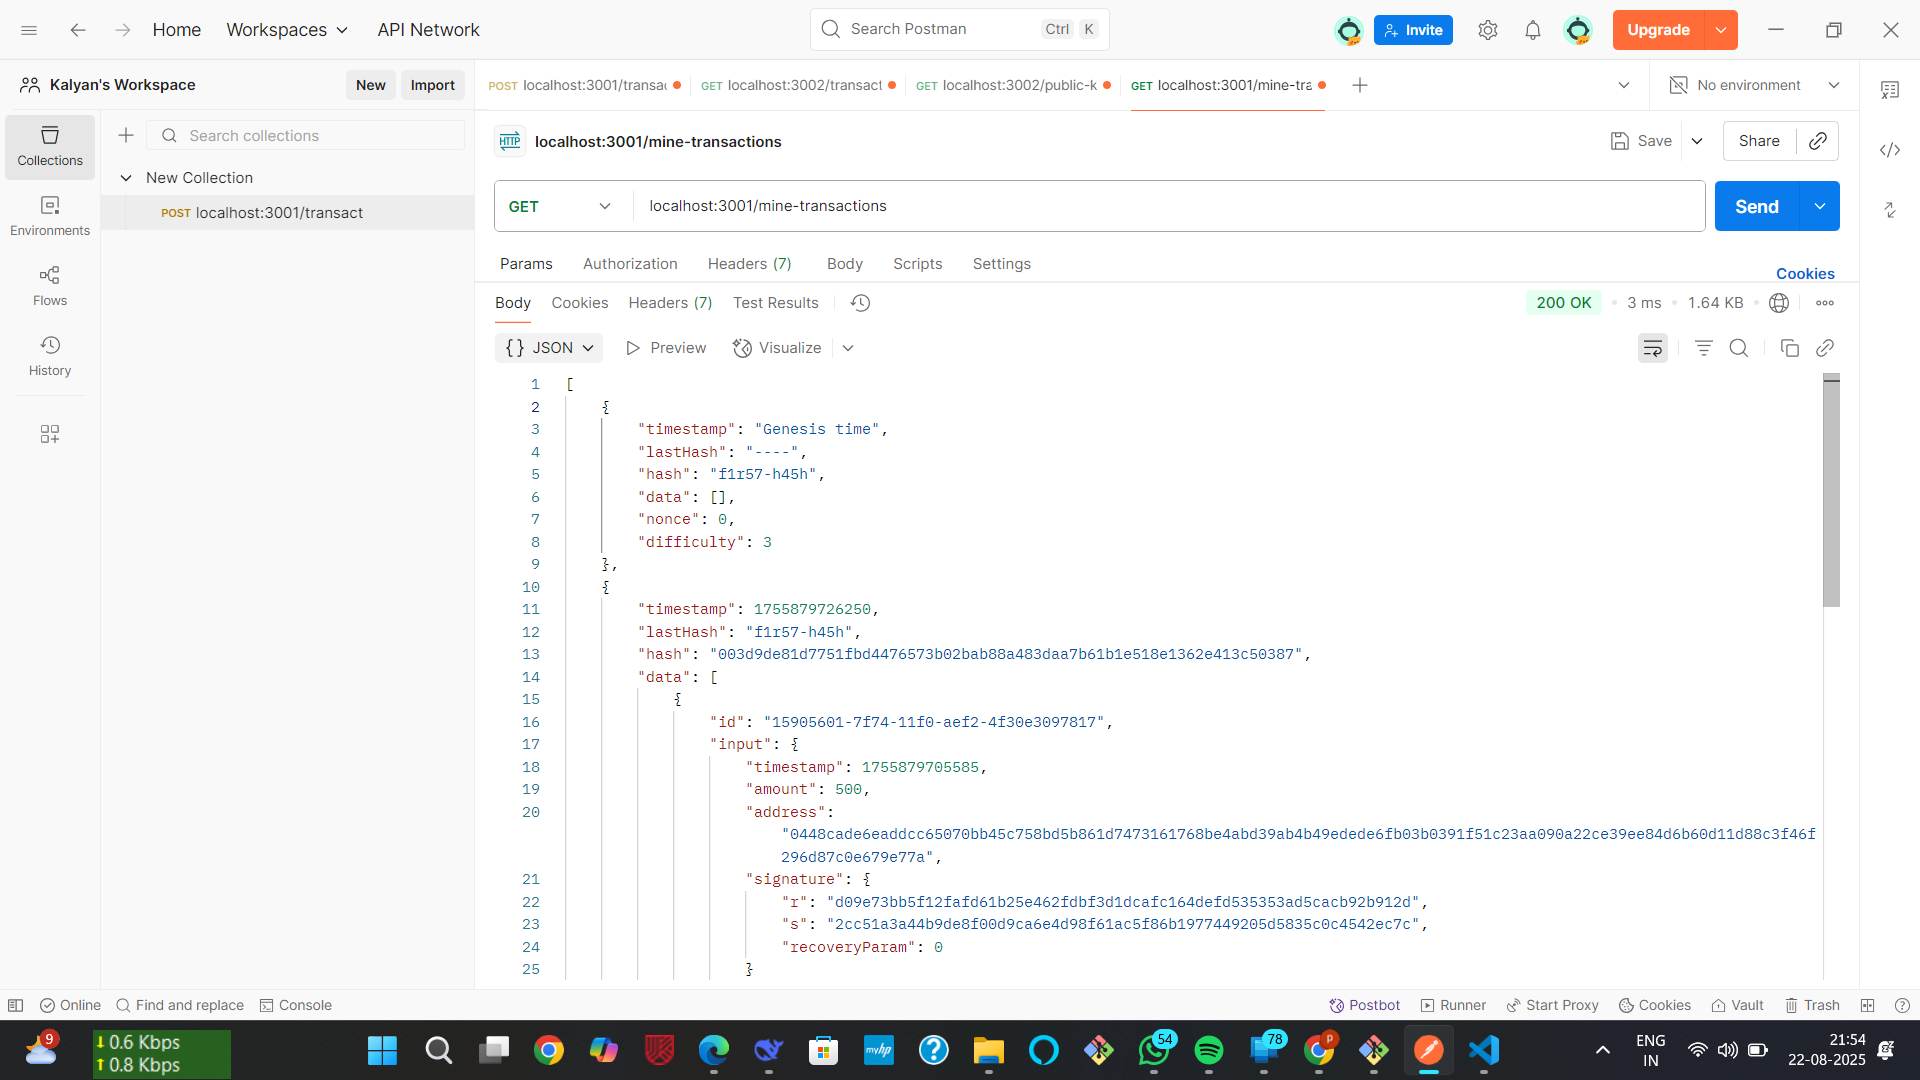 Home Workspaces API Network Search Postman Ctrl K Invite Upgrade
Kalyan's Workspace New Import
POST localhost:3001/transac GET localhost:3002/transact GET localhost:3002/public-k GET localhost:3001/mine-tra No environment
Collections
Environments
Flows
History
Search collections
New Collection
POST localhost:3001/transact
HTTP localhost:3001/mine-transactions Save Share
GET localhost:3001/mine-transactions Send
Params Authorization Headers (7) Body Scripts Settings Cookies
Body Cookies Headers (7) Test Results 200 OK 3 ms 1.64 KB
{} JSON Preview Visualize
1 [
2 {
3 "timestamp": "Genesis time",
4 "lastHash": "----",
5 "hash": "f1r57-h45h",
6 "data": [],
7 "nonce": 0,
8 "difficulty": 3
9 },
10 {
11 "timestamp": 1755879726250,
12 "lastHash": "f1r57-h45h",
13 "hash": "003d9de81d7751fbd4476573b02bab88a483daa7b61b1e518e1362e413c50387",
14 "data": [
15 {
16 "id": "15905601-7f74-11f0-aef2-4f30e3097817",
17 "input": {
18 "timestamp": 1755879705585,
19 "amount": 500,
20 "address":
"0448cade6eaddcc65070bb45c758bd5b861d7473161768be4abd39ab4b49edede6fb03b0391f51c23aa090a22ce39ee84d6b60d11d88c3f46f
296d87c0e679e77a",
21 "signature": {
22 "r": "d09e73bb5f12fafd61b25e462fdbf3d1dcafc164defd535353ad5cacb92b912d",
23 "s": "2cc51a3a44b9de8f00d9ca6e4d98f61ac5f86b1977449205d5835c0c4542ec7c",
24 "recoveryParam": 0
25 }
Online Find and replace Console Postbot Runner Start Proxy Cookies Vault Trash
9 0.6 Kbps
0.8 Kbps
myhp 54 78 p
ENG
IN
21:54
22-08-2025